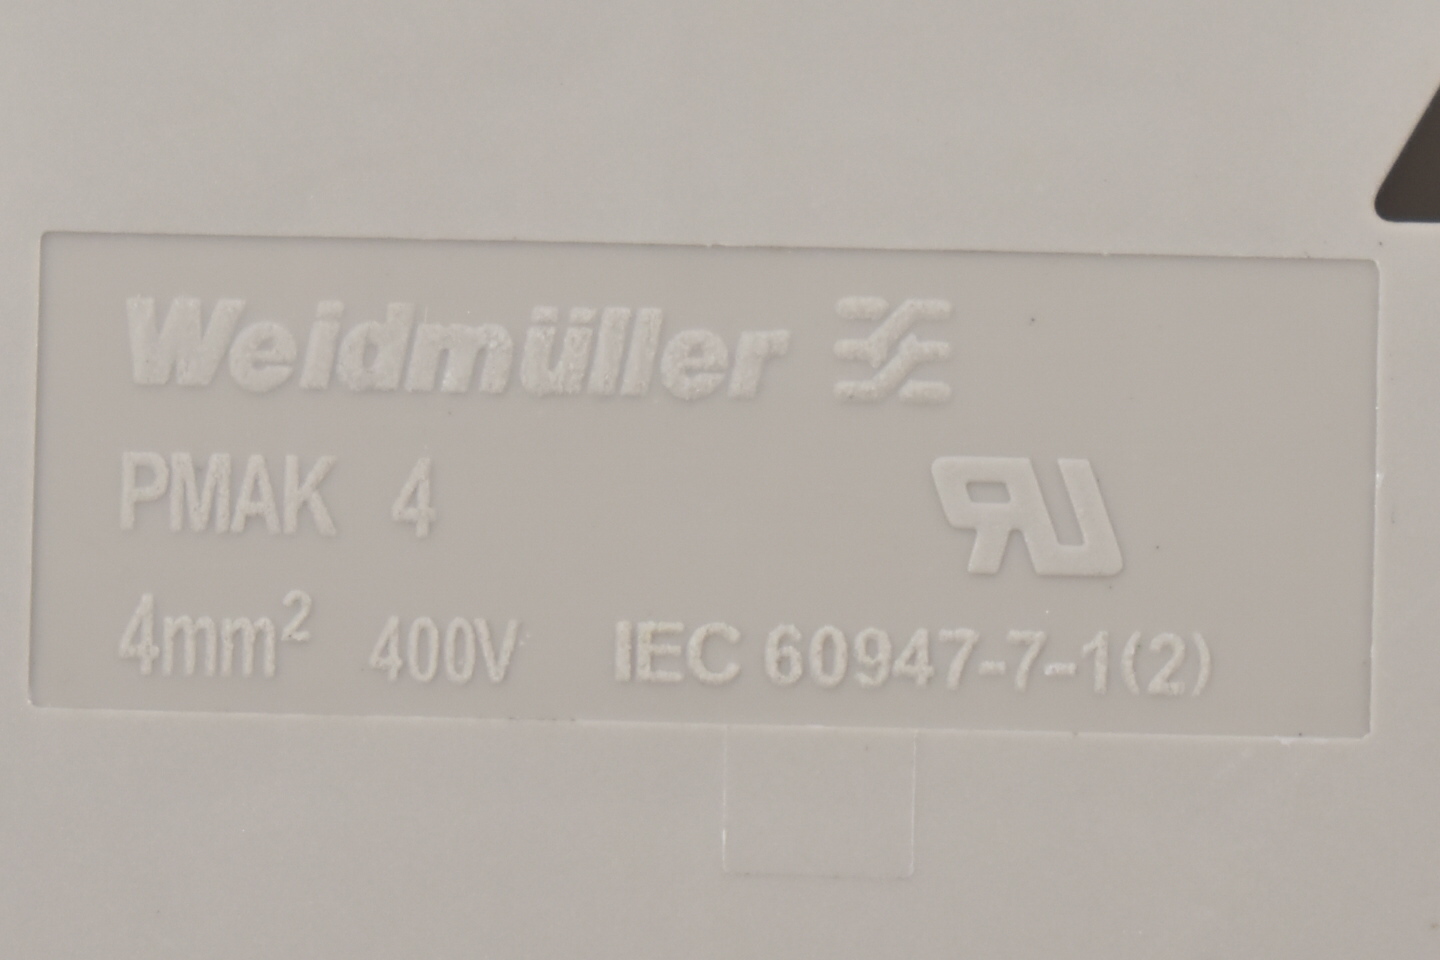 Weidmüller
PMAK 4
4mm² 400V IEC 60947-7-1(2)